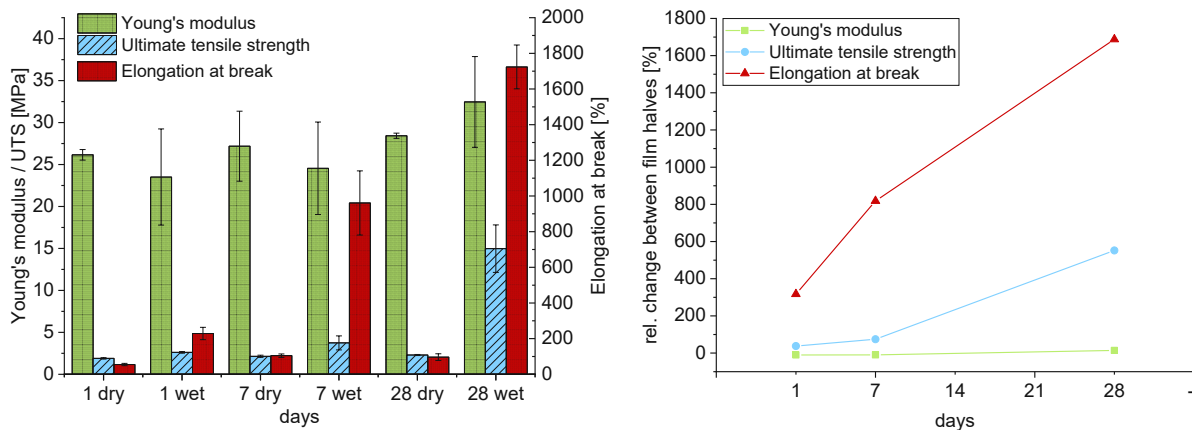 Young's modulus
Ultimate tensile strength
Elongation at break
Young's modulus / UTS [MPa]
0
5
10
15
20
25
30
35
40
1 dry
1 wet
7 dry
7 wet
28 dry
28 wet
days
0
200
400
600
800
1000
1200
1400
1600
1800
2000
Elongation at break [%]
Young's modulus
Ultimate tensile strength
Elongation at break
rel. change between film halves [%]
0
200
400
600
800
1000
1200
1400
1600
1800
1
7
14
21
28
days